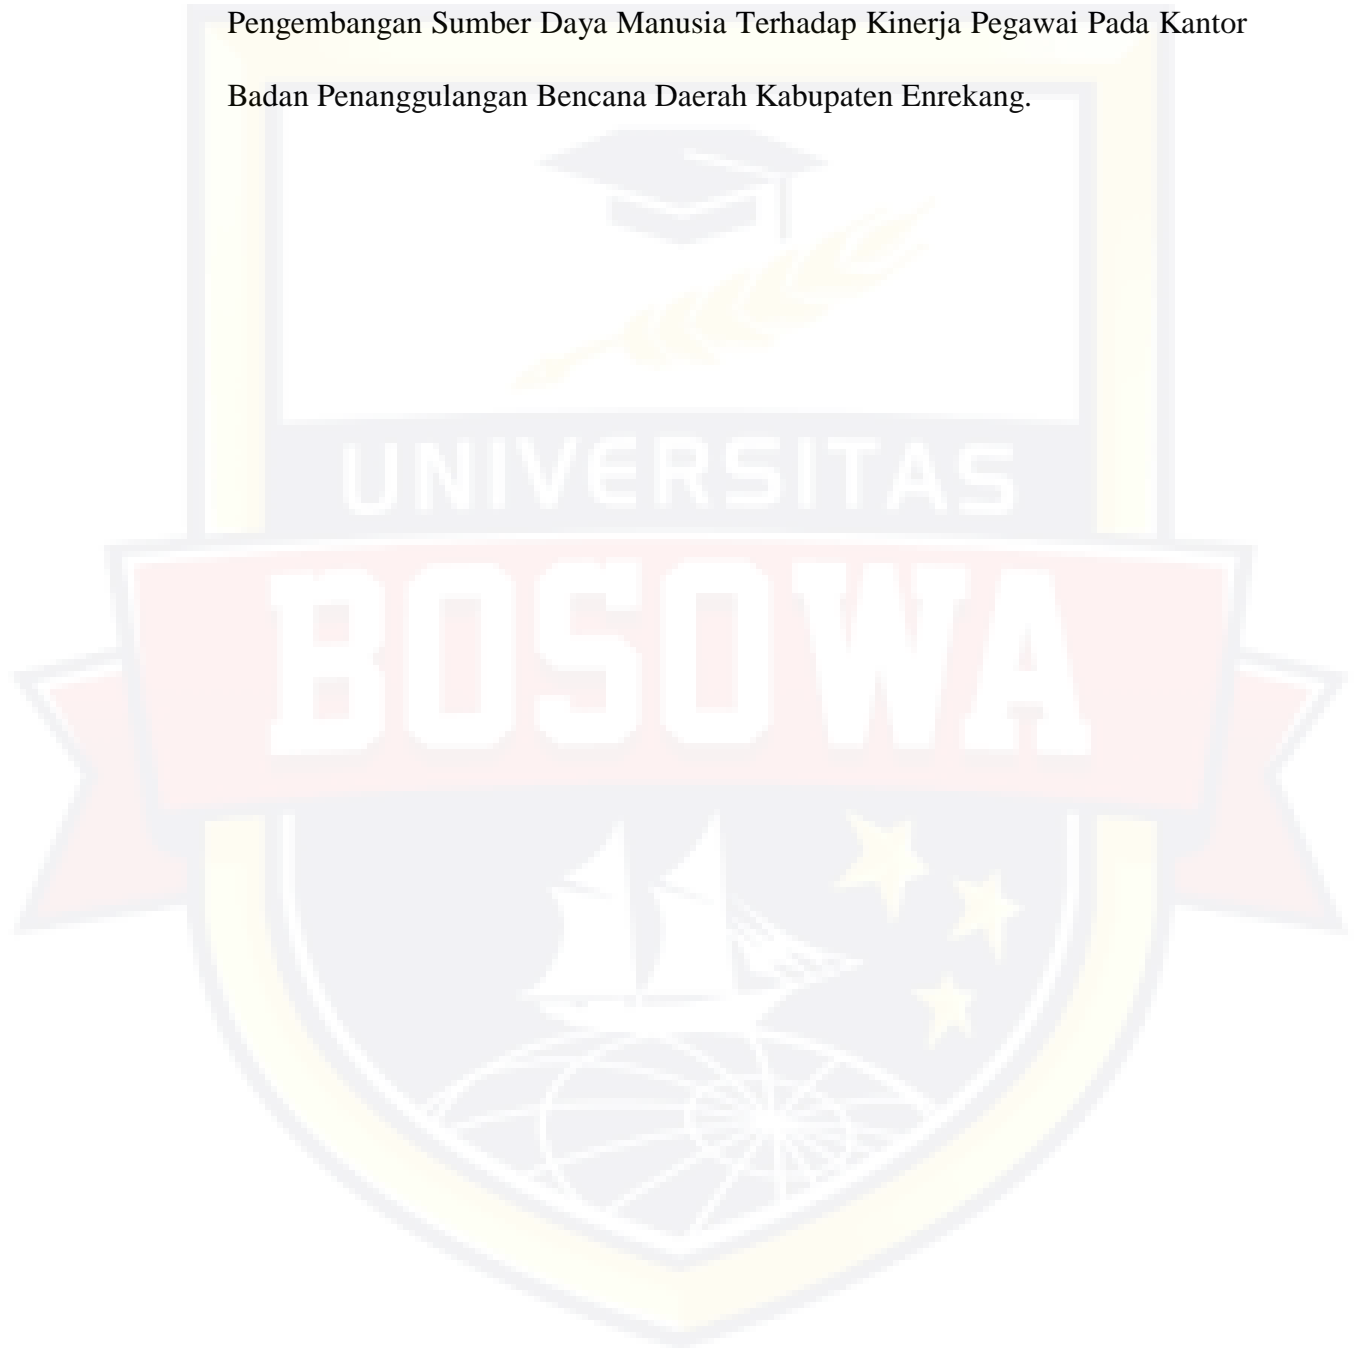 Pengembangan Sumber Daya Manusia Terhadap Kinerja Pegawai Pada Kantor
Badan Penanggulangan Bencana Daerah Kabupaten Enrekang.
UNIVERSITAS
BOSOWA